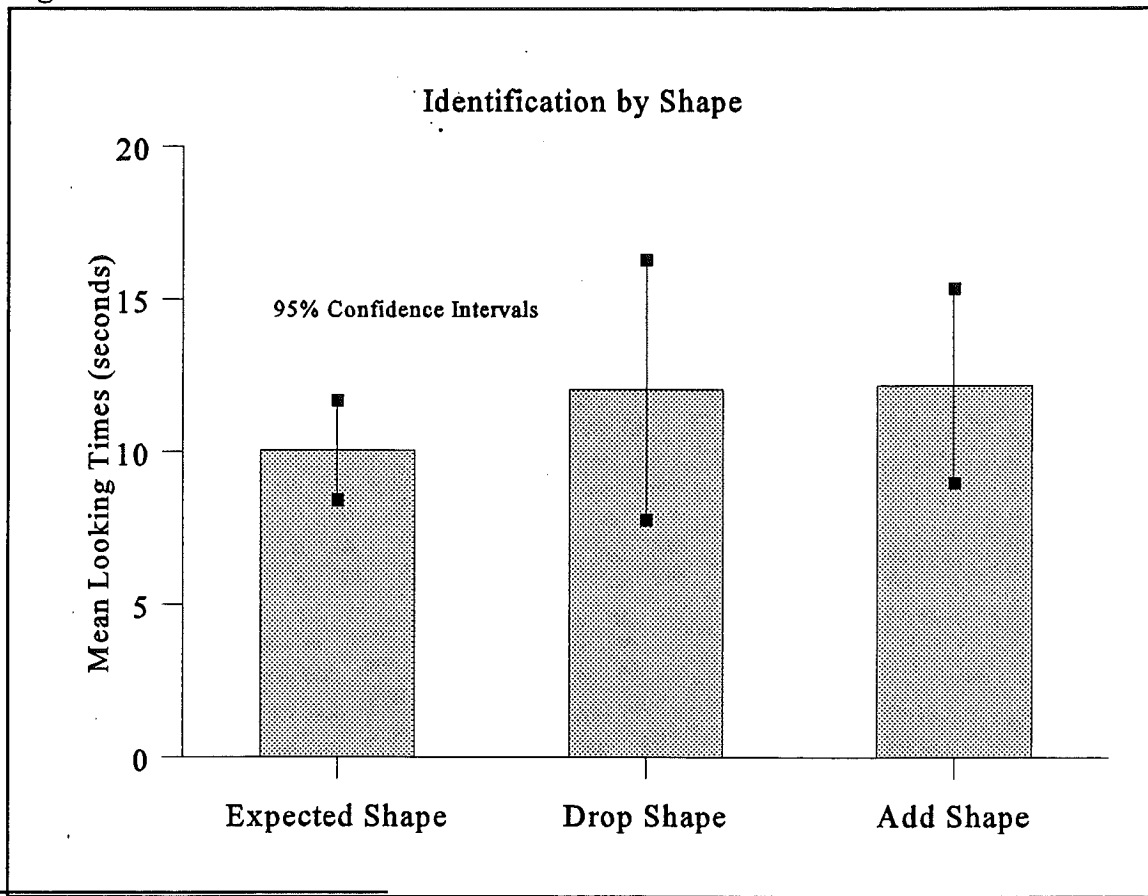 Identification by Shape
20
15
10
5
0
Mean Looking Times (seconds)
95% Confidence Intervals
Expected Shape
Drop Shape
Add Shape